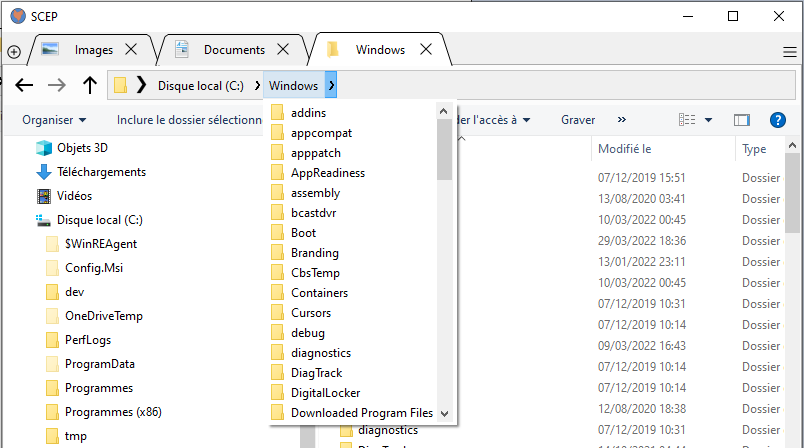 SCEP
Images
Documents
Windows
Disque local (C:)
Windows
Organiser
Inclure le dossier sélectionn
der l'accès à
Graver
»
?
Objets 3D
Téléchargements
Vidéos
Disque local (C:)
$WinREAgent
Config.Msi
dev
OneDriveTemp
PerfLogs
ProgramData
Programmes
Programmes (x86)
tmp
addins
appcompat
apppatch
AppReadiness
assembly
bcastdvr
Boot
Branding
CbsTemp
Containers
Cursors
debug
diagnostics
DiagTrack
DigitalLocker
Downloaded Program Files
Modifié le Type
07/12/2019 15:51 Dossier
13/08/2020 03:41 Dossier
10/03/2022 00:45 Dossier
29/03/2022 18:36 Dossier
13/01/2022 23:11 Dossier
10/03/2022 00:45 Dossier
07/12/2019 10:31 Dossier
07/12/2019 10:14 Dossier
09/03/2022 16:43 Dossier
07/12/2019 10:14 Dossier
07/12/2019 10:14 Dossier
12/08/2020 18:38 Dossier
diagnostics 07/12/2019 10:31 Dossier